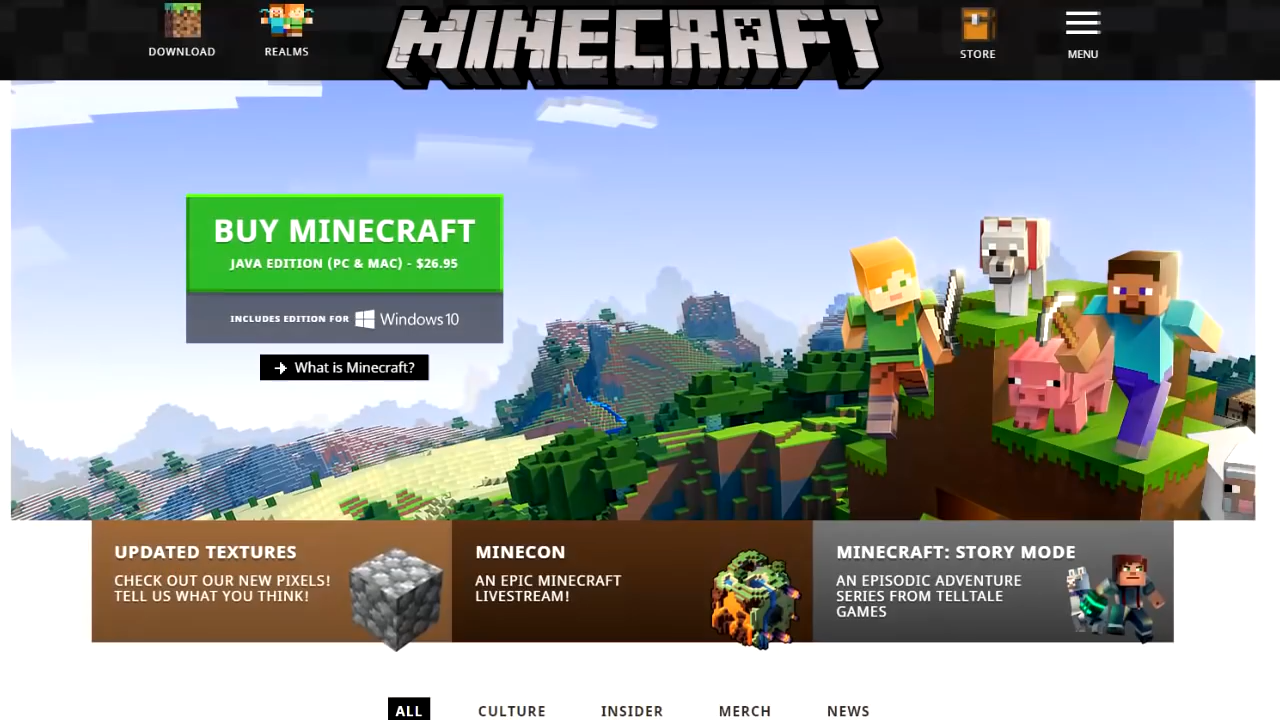 DOWNLOAD
REALMS
MINECRAFT
STORE
MENU
BUY MINECRAFT
JAVA EDITION (PC & MAC) - $26.95
INCLUDES EDITION FOR Windows 10
What is Minecraft?
UPDATED TEXTURES
CHECK OUT OUR NEW PIXELS!
TELL US WHAT YOU THINK!
MINECON
AN EPIC MINECRAFT
LIVESTREAM!
MINECRAFT: STORY MODE
AN EPISODIC ADVENTURE
SERIES FROM TELLTALE
GAMES
ALL
CULTURE
INSIDER
MERCH
NEWS